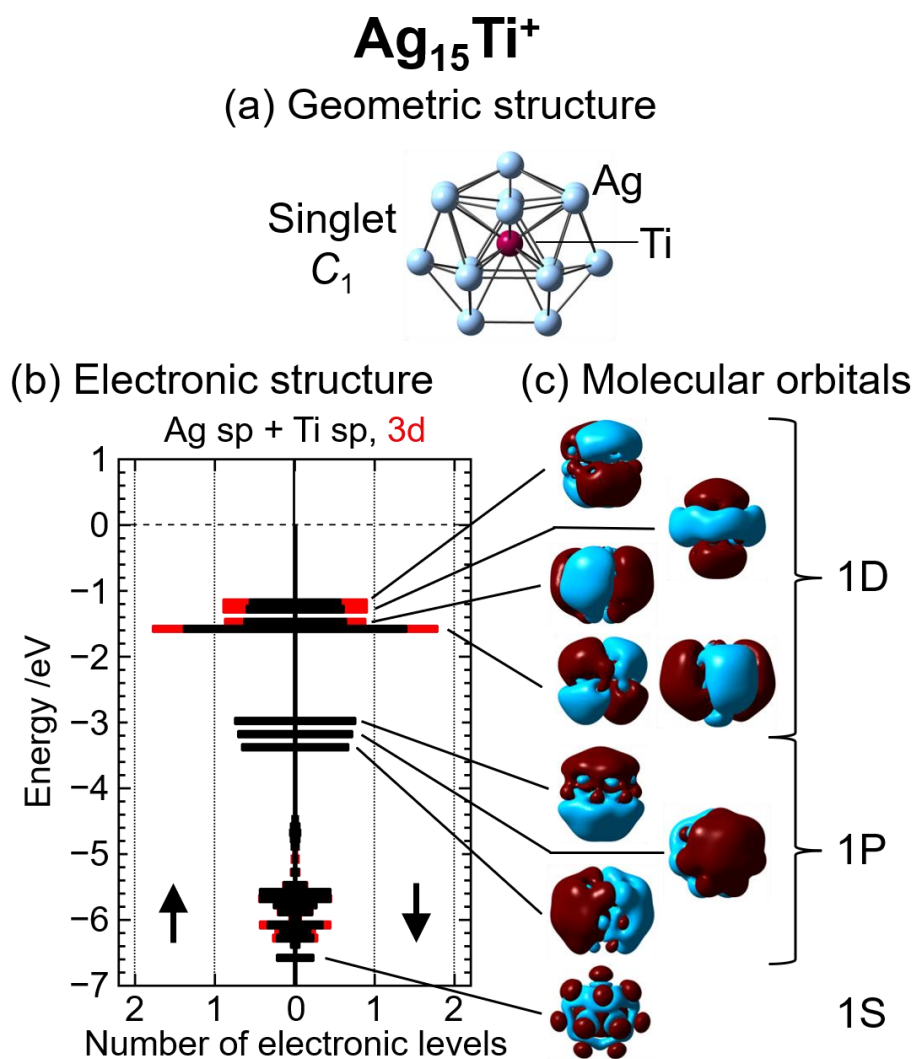 Ag15Ti+
(a) Geometric structure
Singlet
C1
Ag
Ti
(b) Electronic structure
Ag sp + Ti sp, 3d
Energy /eV
1
0
−1
−2
−3
−4
−5
−6
−7
2 1 0 1 2
Number of electronic levels
(c) Molecular orbitals
1D
1P
1S